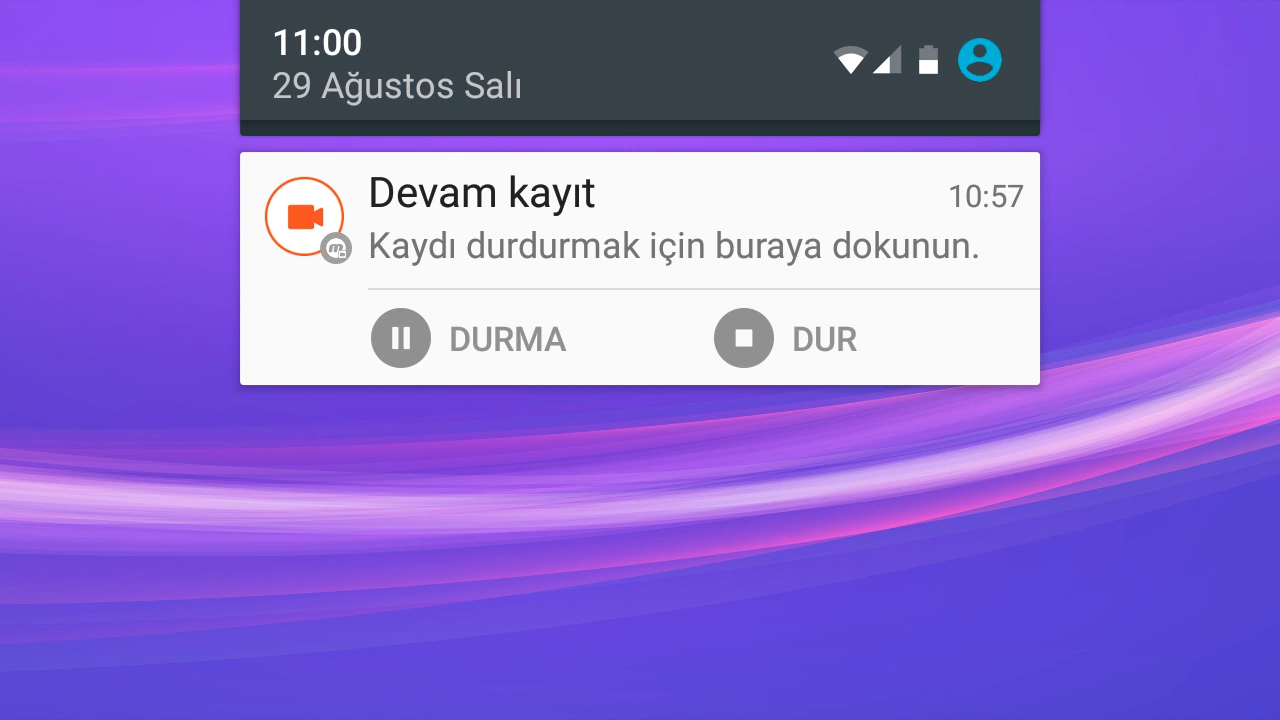 11:00
29 Ağustos Salı
Devam kayıt
10:57
Kaydı durdurmak için buraya dokunun.
DURMA
DUR